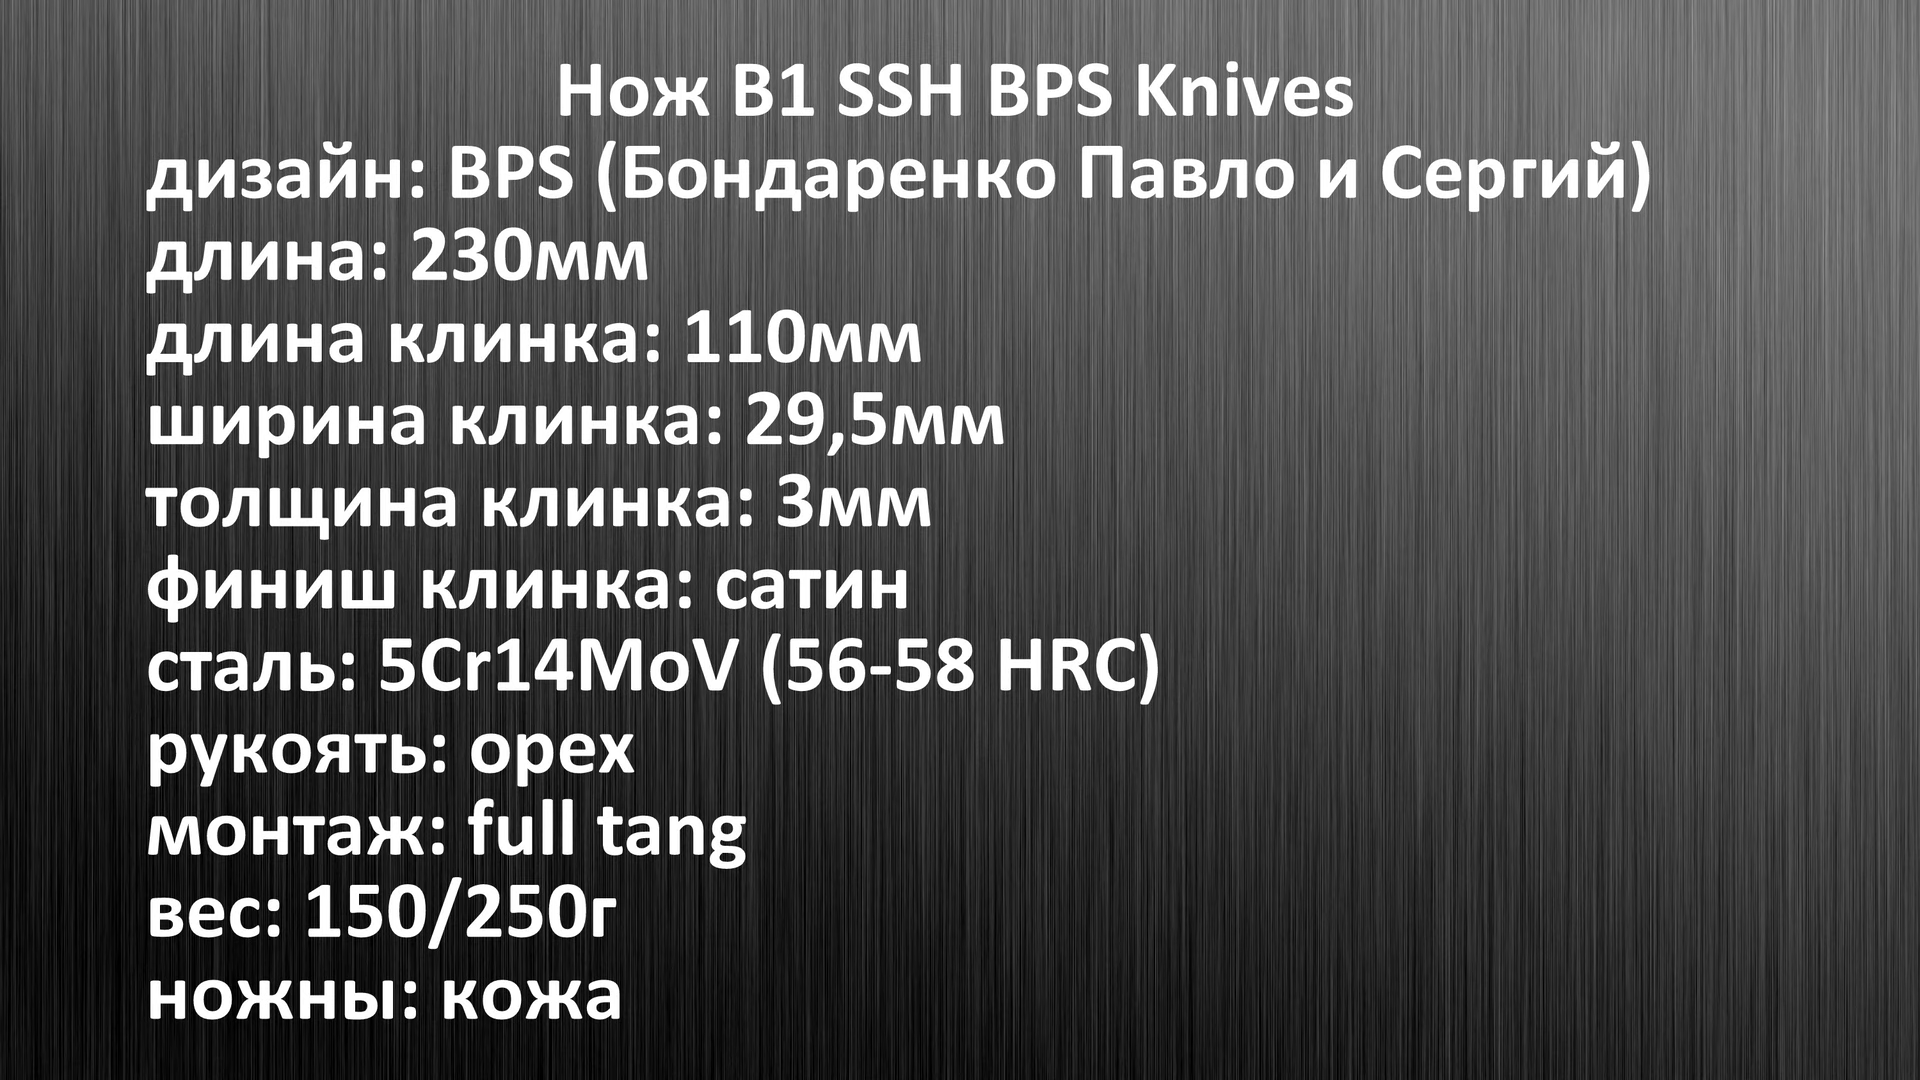 Нож B1 SSH BPS Knives
дизайн: BPS (Бондаренко Павло и Сергий)
длина: 230мм
длина клинка: 110мм
ширина клинка: 29,5мм
толщина клинка: 3мм
финиш клинка: сатин
сталь: 5Cr14MoV (56-58 HRC)
рукоять: орех
монтаж: full tang
вес: 150/250г
ножны: кожа